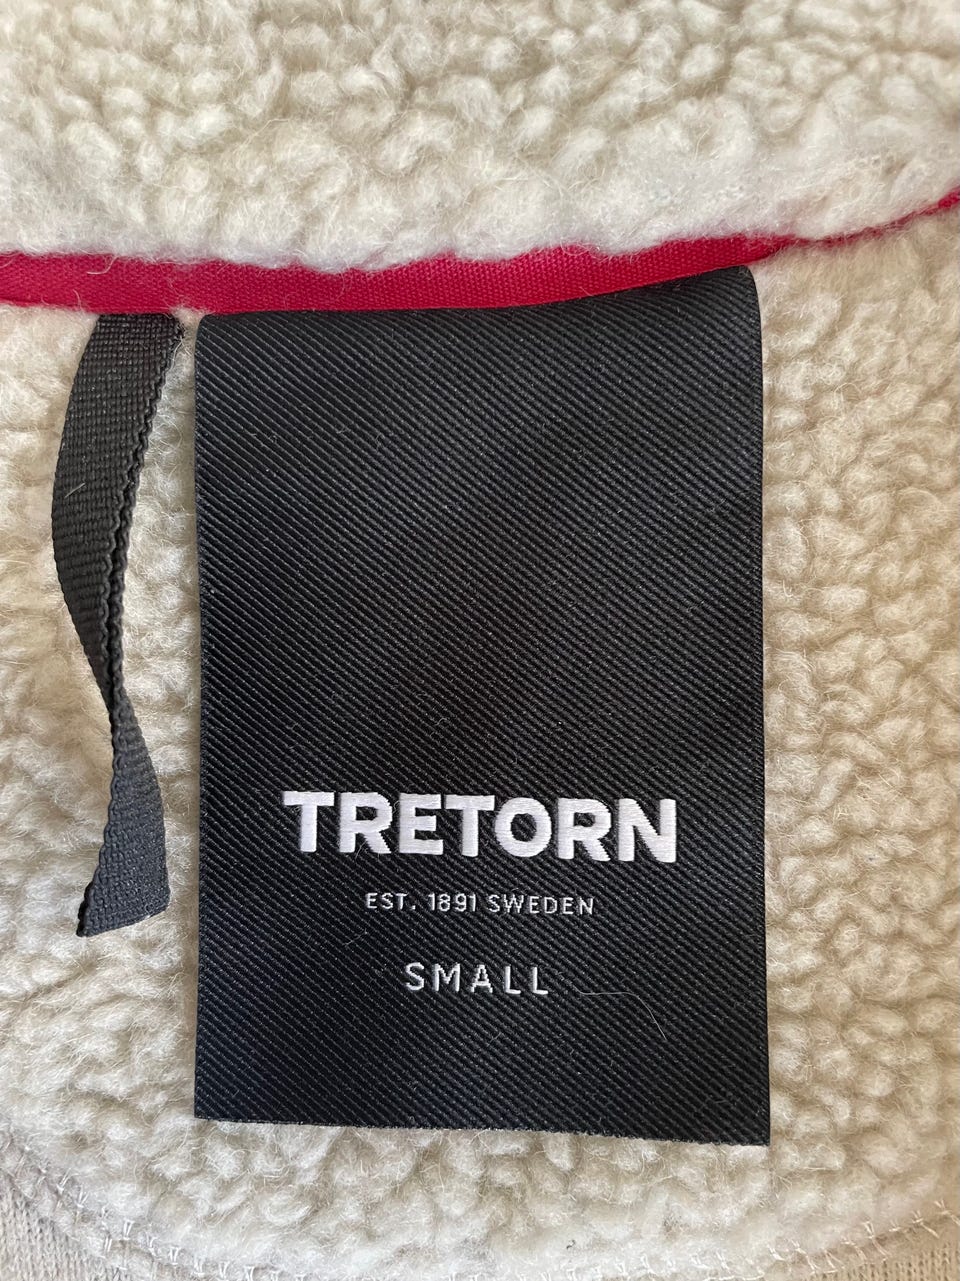 TRETORN
EST. 1891 SWEDEN
SMALL